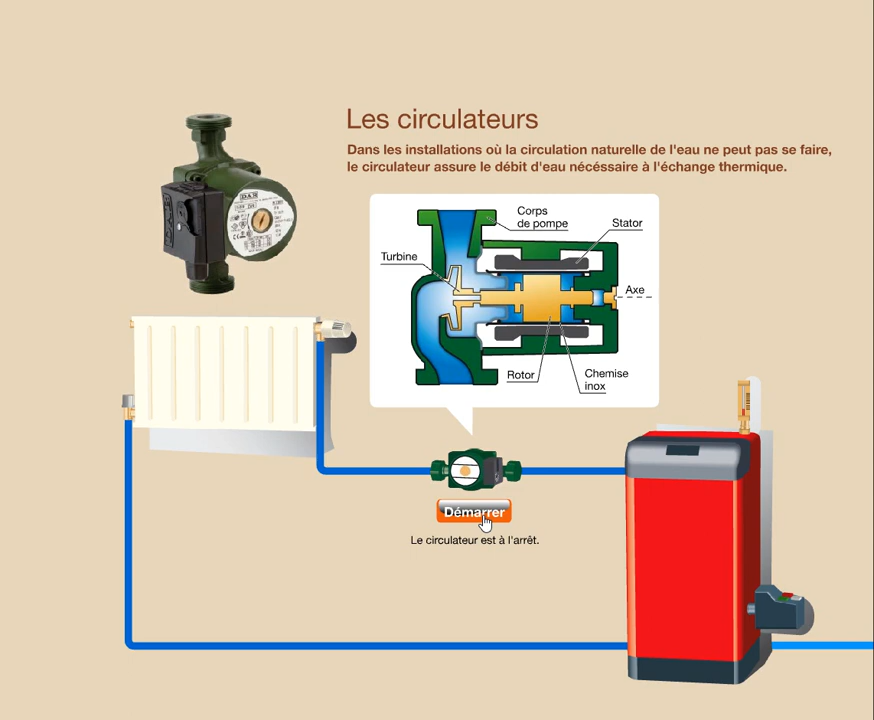 Les circulateurs
Dans les installations où la circulation naturelle de l'eau ne peut pas se faire,
le circulateur assure le débit d'eau nécéssaire à l'échange thermique.
DAB
Corps
de pompe
Stator
Turbine
Axe
Rotor
Chemise
inox
Démarrer
Le circulateur est à l'arrêt.